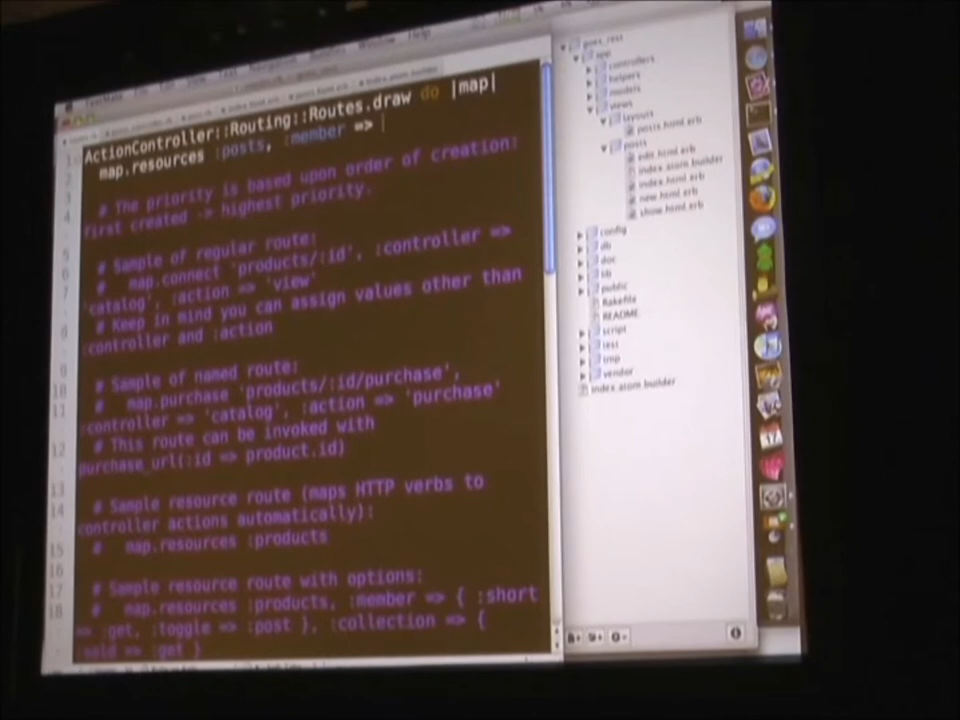 ActionController::Routing::Routes.draw do |map|
map.resources :posts, :member =>
# The priority is based upon order of creation:
first created -> highest priority.
# Sample of regular route:
# map.connect 'products/:id', :controller =>
'catalog', :action => 'view'
# Keep in mind you can assign values other than
:controller and :action
# Sample of named route:
# map.purchase 'products/:id/purchase',
:controller => 'catalog', :action => 'purchase'
# This route can be invoked with
purchase_url(:id => product.id)
# Sample resource route (maps HTTP verbs to
controller actions automatically):
# map.resources :products
# Sample resource route with options:
# map.resources :products, :member => { :short
=> :get, :toggle => :post }, :collection => {
:sold => :get }
app
controllers
helpers
models
views
layouts
posts.html.erb
posts
edit.html.erb
index.atom.builder
index.html.erb
new.html.erb
show.html.erb
config
db
doc
lib
public
Rakefile
README
script
test
tmp
vendor
index.atom.builder